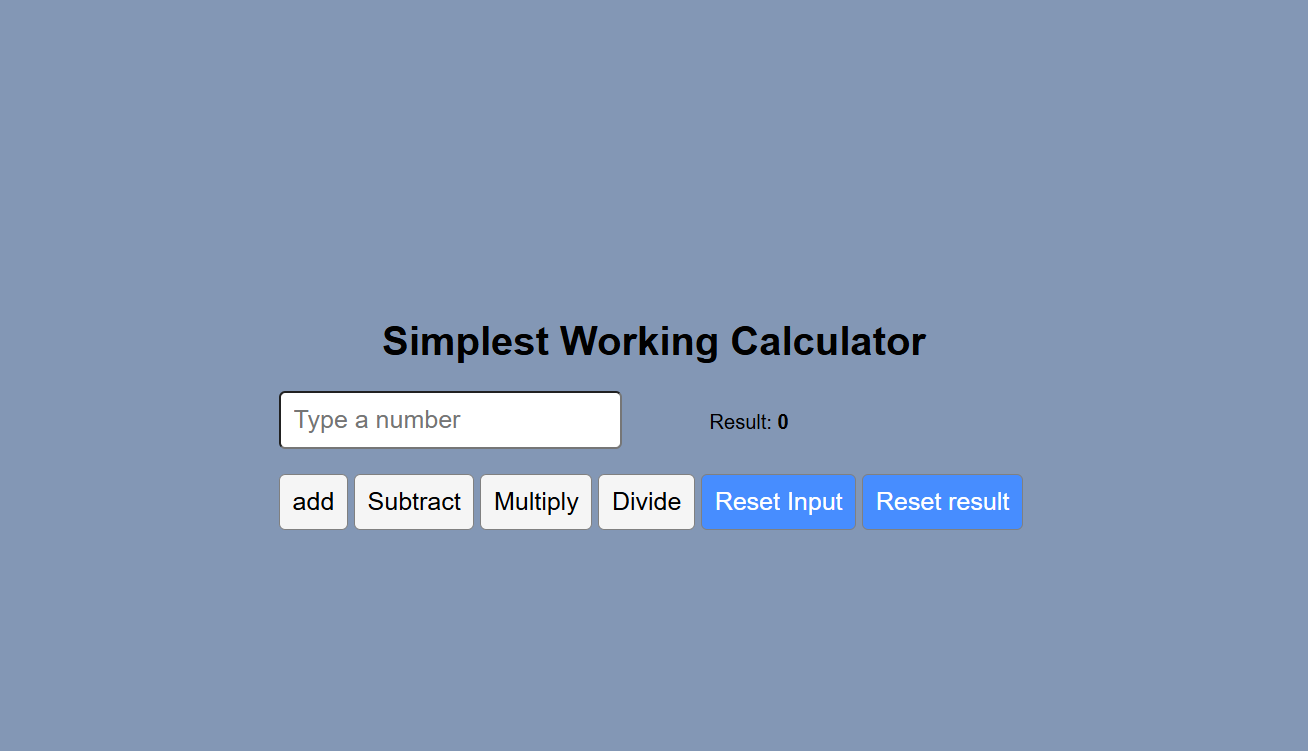 Simplest Working Calculator
Type a number Result: 0
add Subtract Multiply Divide Reset Input Reset result